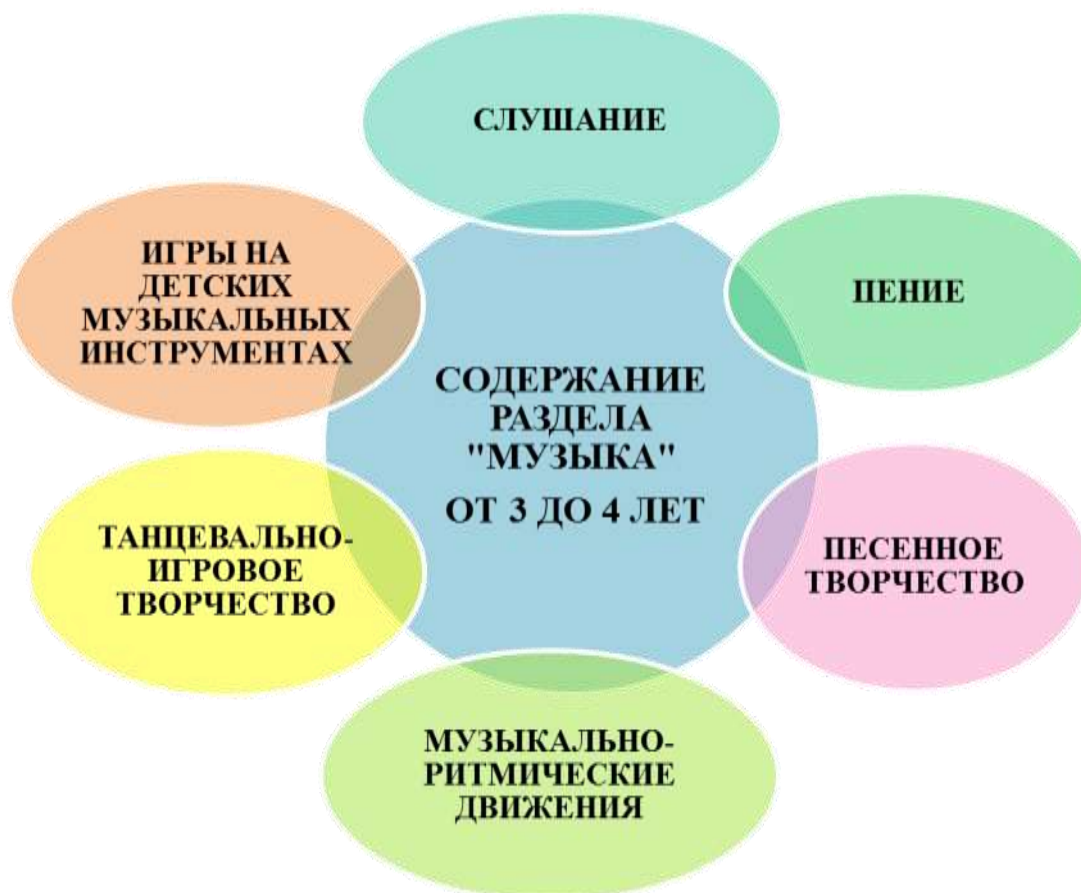 СЛУШАНИЕ
ПЕНИЕ
ПЕСЕННОЕ
ТВОРЧЕСТВО
МУЗЫКАЛЬНО-
РИТМИЧЕСКИЕ
ДВИЖЕНИЯ
ТАНЦЕВАЛЬНО-
ИГРОВОЕ
ТВОРЧЕСТВО
ИГРЫ НА
ДЕТСКИХ
МУЗЫКАЛЬНЫХ
ИНСТРУМЕНТАХ
СОДЕРЖАНИЕ
РАЗДЕЛА
"МУЗЫКА"
ОТ 3 ДО 4 ЛЕТ